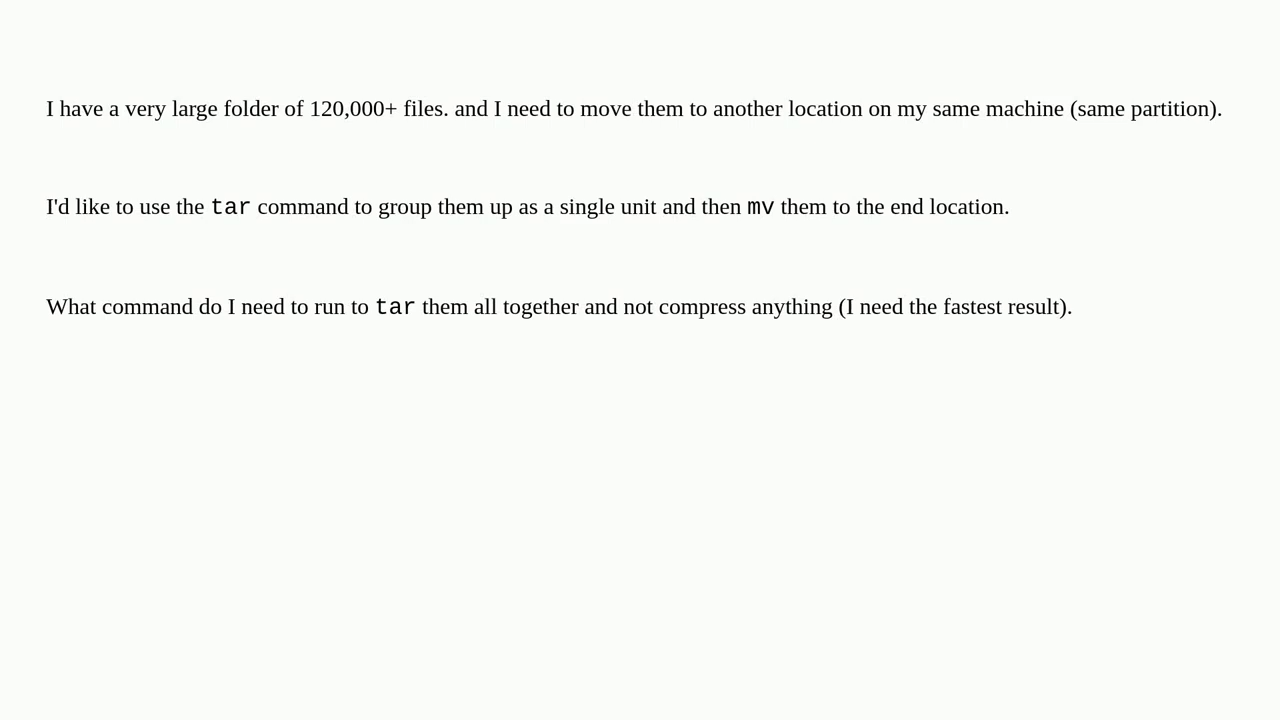 I have a very large folder of 120,000+ files. and I need to move them to another location on my same machine (same partition).
I'd like to use the tar command to group them up as a single unit and then mv them to the end location.
What command do I need to run to tar them all together and not compress anything (I need the fastest result).